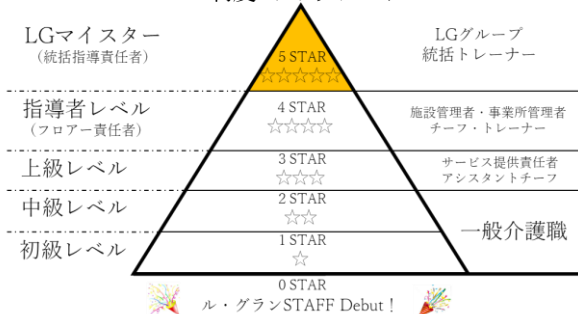 LGマイスター
(統括指導責任者)
5 STAR
☆☆☆☆☆
LGグループ
統括トレーナー
指導者レベル
(フロアー責任者)
4 STAR
☆☆☆☆
施設管理者・事業所管理者
チーフ・トレーナー
上級レベル
3 STAR
☆☆☆
サービス提供責任者
アシスタントチーフ
中級レベル
2 STAR
☆☆
初級レベル
1 STAR
☆
一般介護職
0 STAR
ル・グランSTAFF Debut！